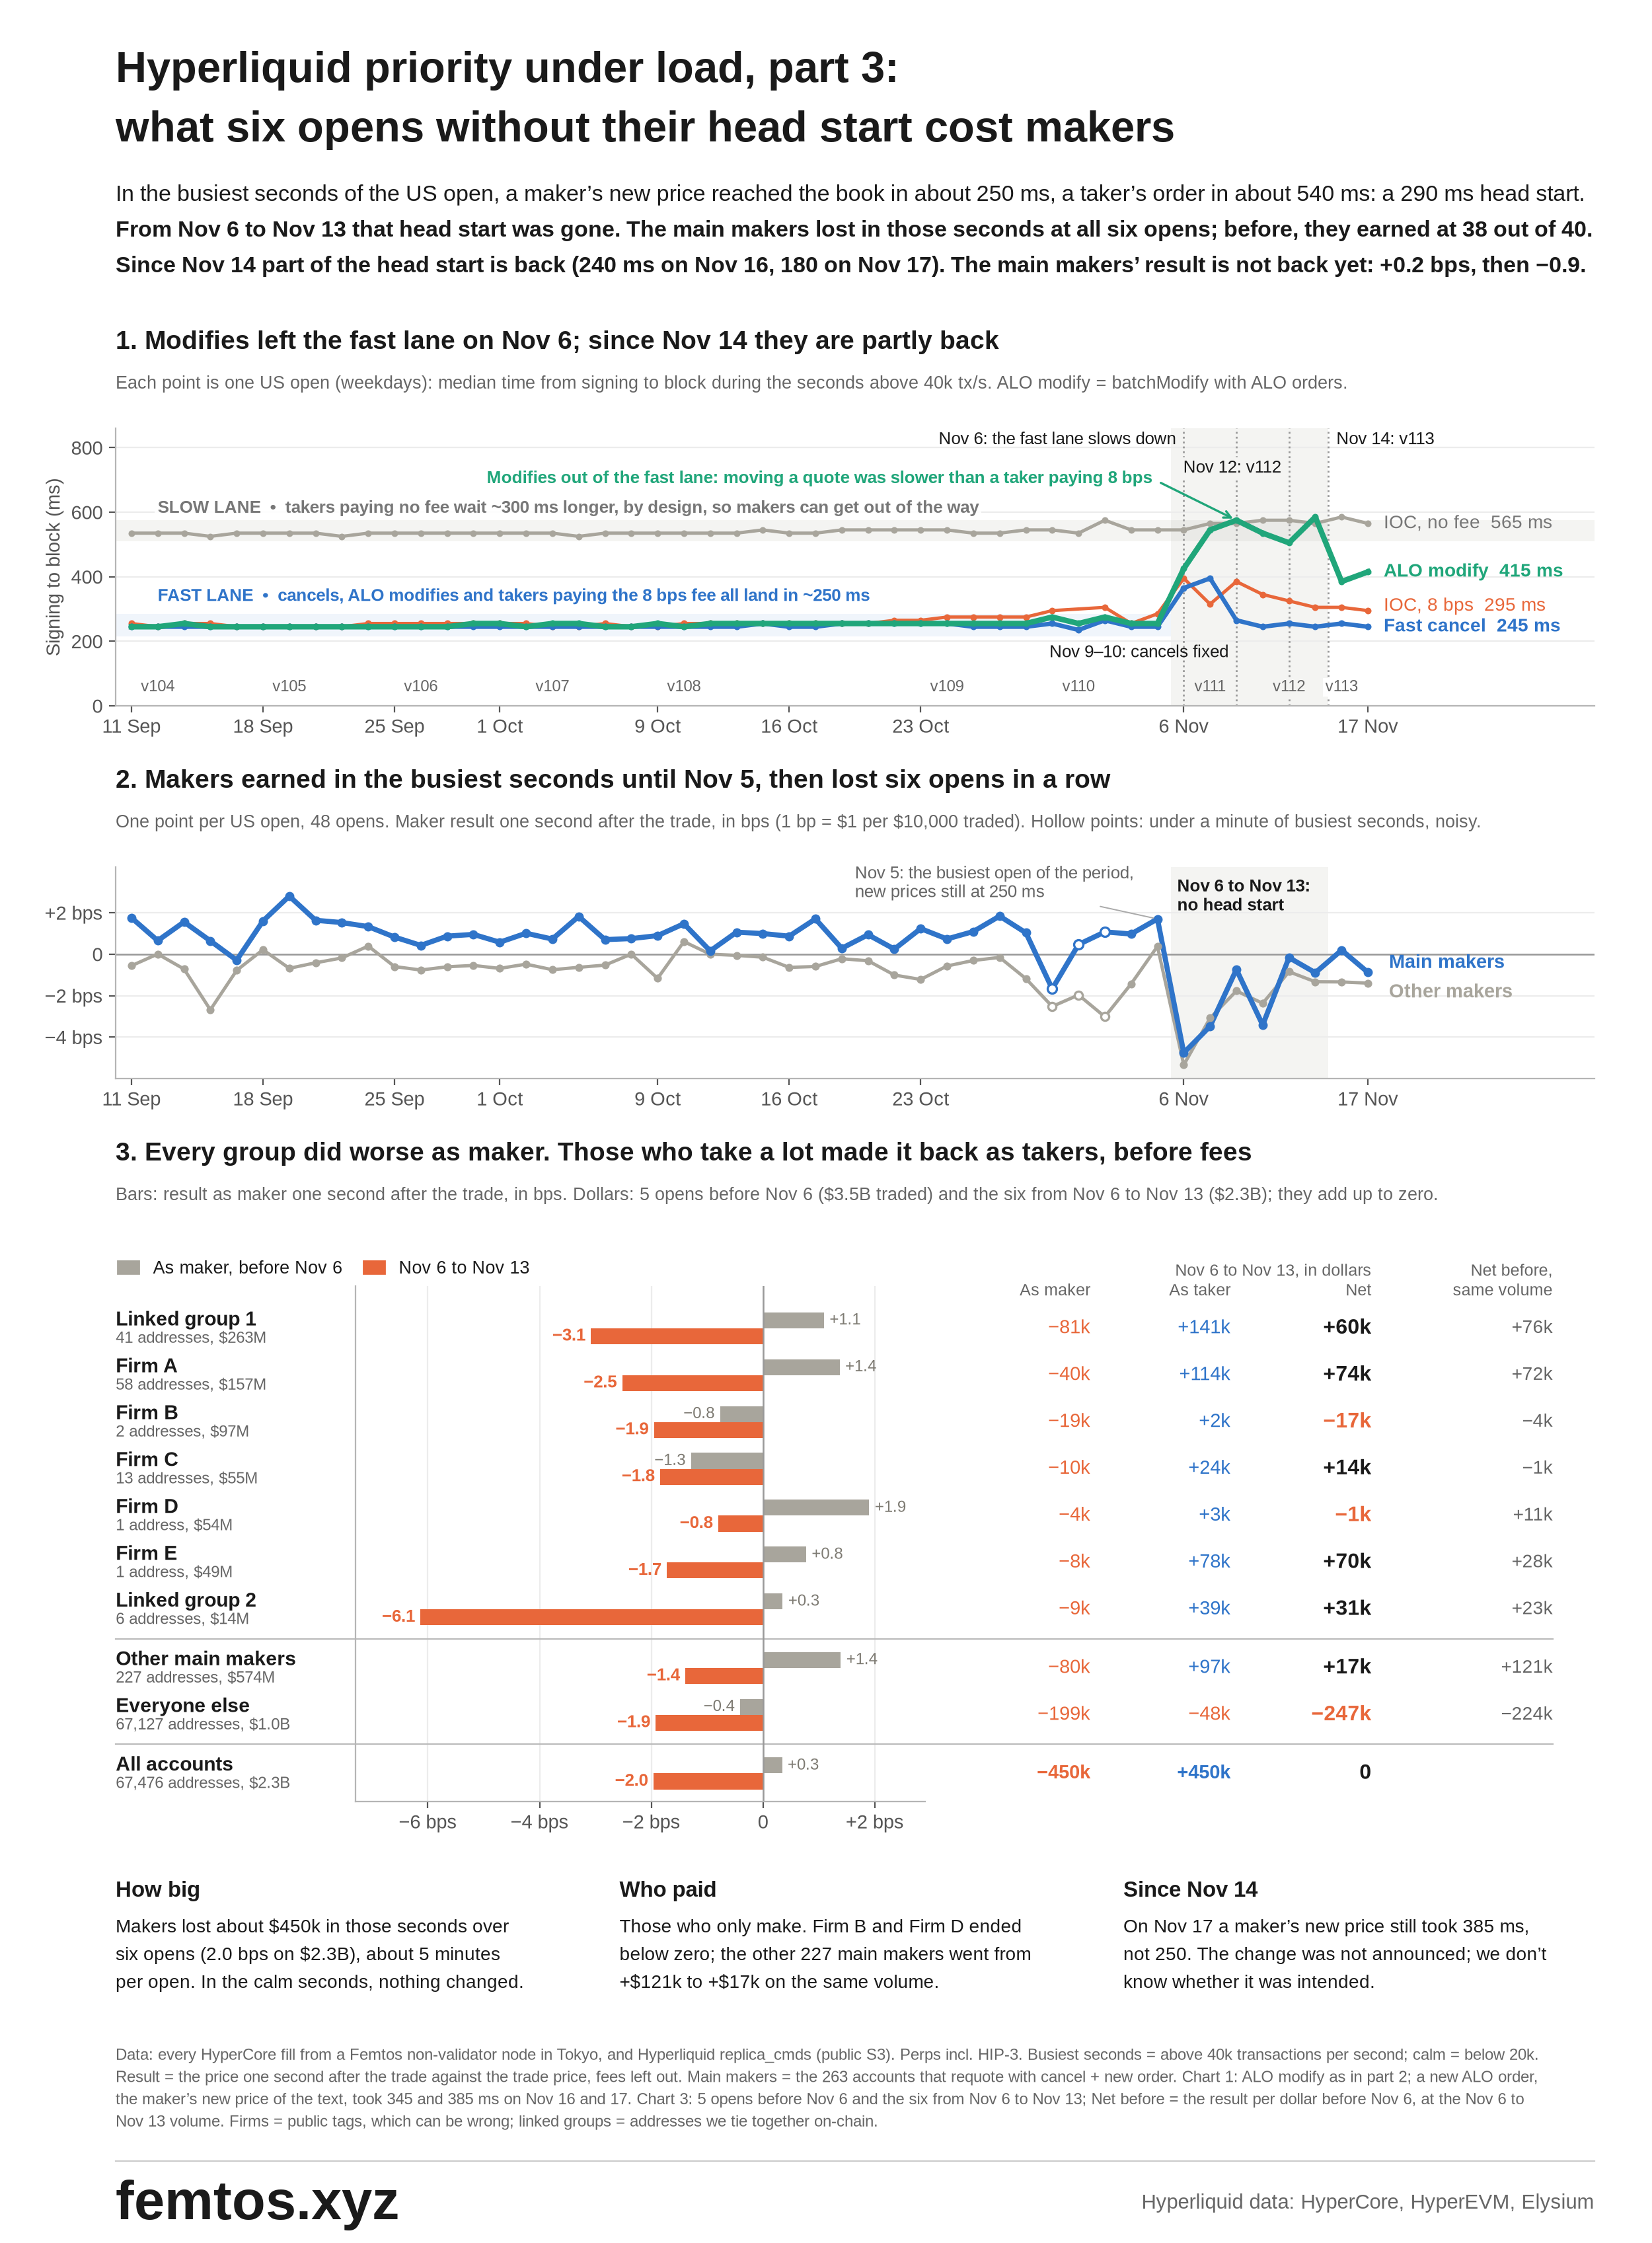 Hyperliquid priority under load, part 3:
what six opens without their head start cost makers
In the busiest seconds of the US open, a maker’s new price reached the book in about 250 ms, a taker’s order in about 540 ms: a 290 ms head start.
From Nov 6 to Nov 13 that head start was gone. The main makers lost in those seconds at all six opens; before, they earned at 38 out of 40.
Since Nov 14 part of the head start is back (240 ms on Nov 16, 180 on Nov 17). The main makers’ result is not back yet: +0.2 bps, then −0.9.
1. Modifies left the fast lane on Nov 6; since Nov 14 they are partly back
Each point is one US open (weekdays): median time from signing to block during the seconds above 40k tx/s. ALO modify = batchModify with ALO orders.
Signing to block (ms)
800
600
400
200
0
Nov 6: the fast lane slows down
Nov 14: v113
Nov 12: v112
Modifies out of the fast lane: moving a quote was slower than a taker paying 8 bps
SLOW LANE • takers paying no fee wait ~300 ms longer, by design, so makers can get out of the way
IOC, no fee 565 ms
ALO modify 415 ms
FAST LANE • cancels, ALO modifies and takers paying the 8 bps fee all land in ~250 ms
IOC, 8 bps 295 ms
Fast cancel 245 ms
Nov 9–10: cancels fixed
v104 v105 v106 v107 v108 v109 v110 v111 v112 v113
11 Sep 18 Sep 25 Sep 1 Oct 9 Oct 16 Oct 23 Oct 6 Nov 17 Nov
2. Makers earned in the busiest seconds until Nov 5, then lost six opens in a row
One point per US open, 48 opens. Maker result one second after the trade, in bps (1 bp = $1 per $10,000 traded). Hollow points: under a minute of busiest seconds, noisy.
Nov 5: the busiest open of the period,
new prices still at 250 ms
Nov 6 to Nov 13:
no head start
+2 bps
0
−2 bps
−4 bps
Main makers
Other makers
11 Sep 18 Sep 25 Sep 1 Oct 9 Oct 16 Oct 23 Oct 6 Nov 17 Nov
3. Every group did worse as maker. Those who take a lot made it back as takers, before fees
Bars: result as maker one second after the trade, in bps. Dollars: 5 opens before Nov 6 ($3.5B traded) and the six from Nov 6 to Nov 13 ($2.3B); they add up to zero.
As maker, before Nov 6 Nov 6 to Nov 13
Nov 6 to Nov 13, in dollars Net before,
As maker As taker Net same volume
Linked group 1 +1.1
41 addresses, $263M −3.1 −81k +141k +60k +76k
Firm A +1.4
58 addresses, $157M −2.5 −40k +114k +74k +72k
Firm B −0.8
2 addresses, $97M −1.9 −19k +2k −17k −4k
Firm C −1.3
13 addresses, $55M −1.8 −10k +24k +14k −1k
Firm D +1.9
1 address, $54M −0.8 −4k +3k −1k +11k
Firm E +0.8
1 address, $49M −1.7 −8k +78k +70k +28k
Linked group 2 +0.3
6 addresses, $14M −6.1 −9k +39k +31k +23k
Other main makers +1.4
227 addresses, $574M −1.4 −80k +97k +17k +121k
Everyone else −0.4
67,127 addresses, $1.0B −1.9 −199k −48k −247k −224k
All accounts +0.3
67,476 addresses, $2.3B −2.0 −450k +450k 0
−6 bps −4 bps −2 bps 0 +2 bps
How big
Makers lost about $450k in those seconds over
six opens (2.0 bps on $2.3B), about 5 minutes
per open. In the calm seconds, nothing changed.
Who paid
Those who only make. Firm B and Firm D ended
below zero; the other 227 main makers went from
+$121k to +$17k on the same volume.
Since Nov 14
On Nov 17 a maker’s new price still took 385 ms,
not 250. The change was not announced; we don’t
know whether it was intended.
Data: every HyperCore fill from a Femtos non-validator node in Tokyo, and Hyperliquid replica_cmds (public S3). Perps incl. HIP-3. Busiest seconds = above 40k transactions per second; calm = below 20k.
Result = the price one second after the trade against the trade price, fees left out. Main makers = the 263 accounts that requote with cancel + new order. Chart 1: ALO modify as in part 2; a new ALO order,
the maker’s new price of the text, took 345 and 385 ms on Nov 16 and 17. Chart 3: 5 opens before Nov 6 and the six from Nov 6 to Nov 13; Net before = the result per dollar before Nov 6, at the Nov 6 to
Nov 13 volume. Firms = public tags, which can be wrong; linked groups = addresses we tie together on-chain.
femtos.xyz
Hyperliquid data: HyperCore, HyperEVM, Elysium